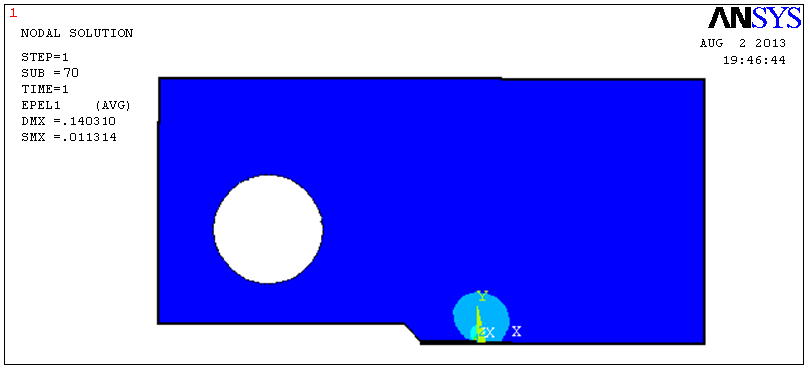 1
ANSYS
NODAL SOLUTION
AUG 2 2013
19:46:44
STEP=1
SUB =70
TIME=1
EPEL1 (AVG)
DMX =.140310
SMX =.011314
Y
ZX X